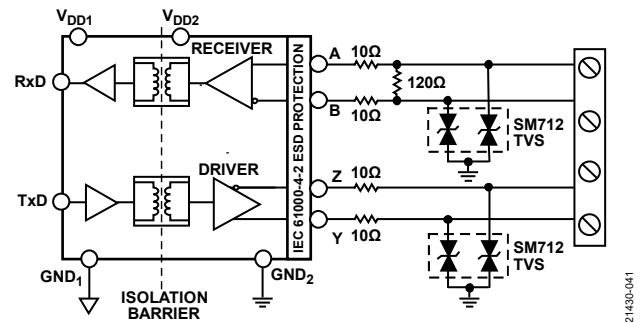 VDD1
VDD2
RECEIVER
RxD
IEC 61000-4-2 ESD PROTECTION
A
10Ω
120Ω
B
10Ω
SM712
TVS
DRIVER
TxD
Z
10Ω
Y
10Ω
SM712
TVS
GND1
GND2
ISOLATION
BARRIER
21430-041